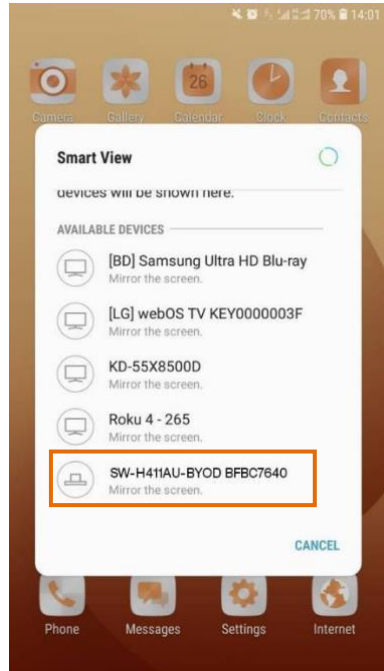 70% 14:01
26
Camera Gallery Calendar Clock Contacts
Smart View
devices will be shown here.
AVAILABLE DEVICES
[BD] Samsung Ultra HD Blu-ray
Mirror the screen.
[LG] webOS TV KEY0000003F
Mirror the screen.
KD-55X8500D
Mirror the screen.
Roku 4 - 265
Mirror the screen.
SW-H411AU-BYOD BFBC7640
Mirror the screen.
CANCEL
Phone Messages Settings Internet